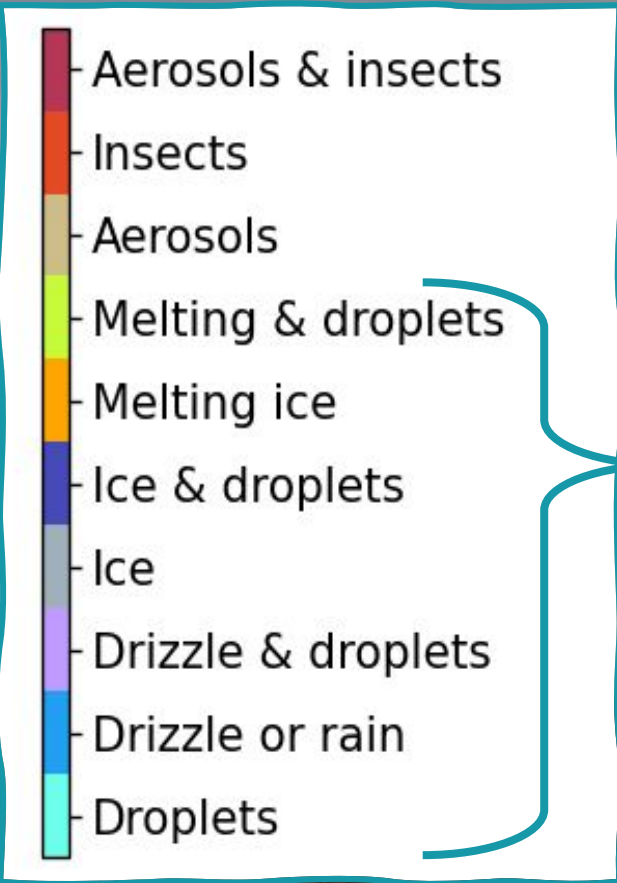 Aerosols & insects
Insects
Aerosols
Melting & droplets
Melting ice
Ice & droplets
Ice
Drizzle & droplets
Drizzle or rain
Droplets